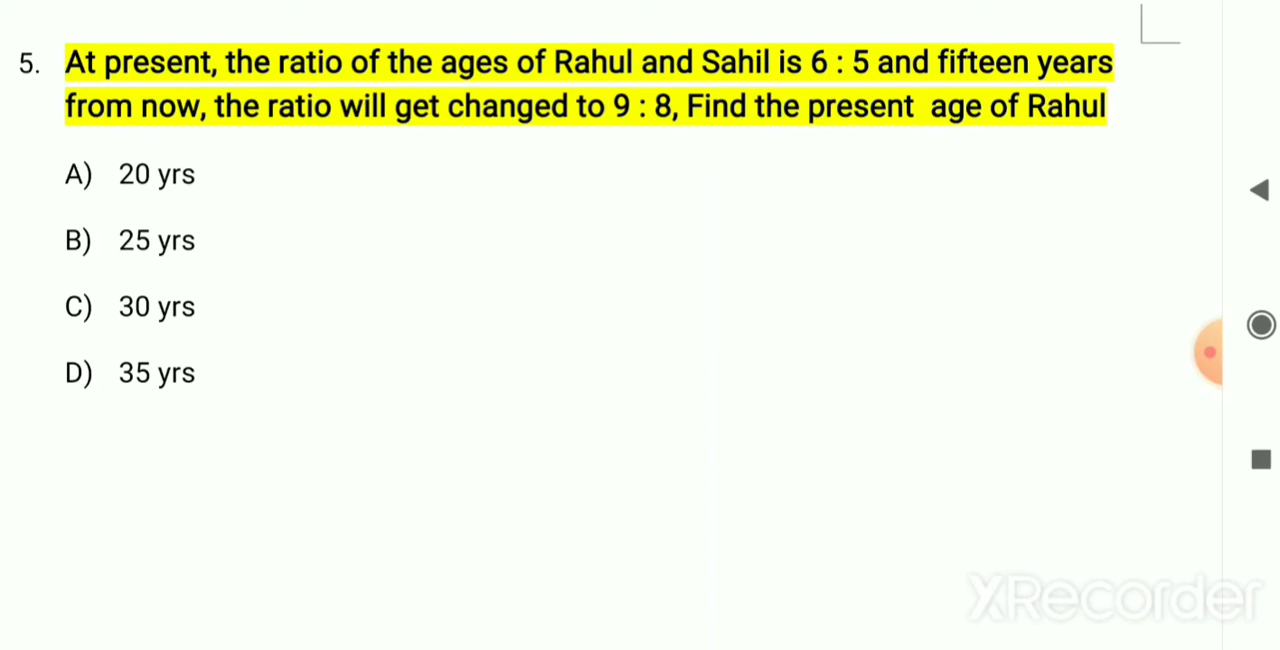 5. At present, the ratio of the ages of Rahul and Sahil is 6 : 5 and fifteen years
from now, the ratio will get changed to 9 : 8, Find the present age of Rahul
A) 20 yrs
B) 25 yrs
C) 30 yrs
D) 35 yrs
XRecorder